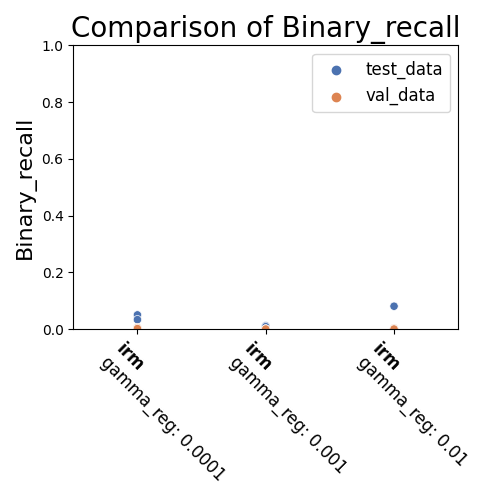 Comparison of Binary_recall
1.0
0.8
0.6
0.4
0.2
0.0
Binary_recall
test_data
val_data
irm
gamma_reg: 0.0001
irm
gamma_reg: 0.001
irm
gamma_reg: 0.01